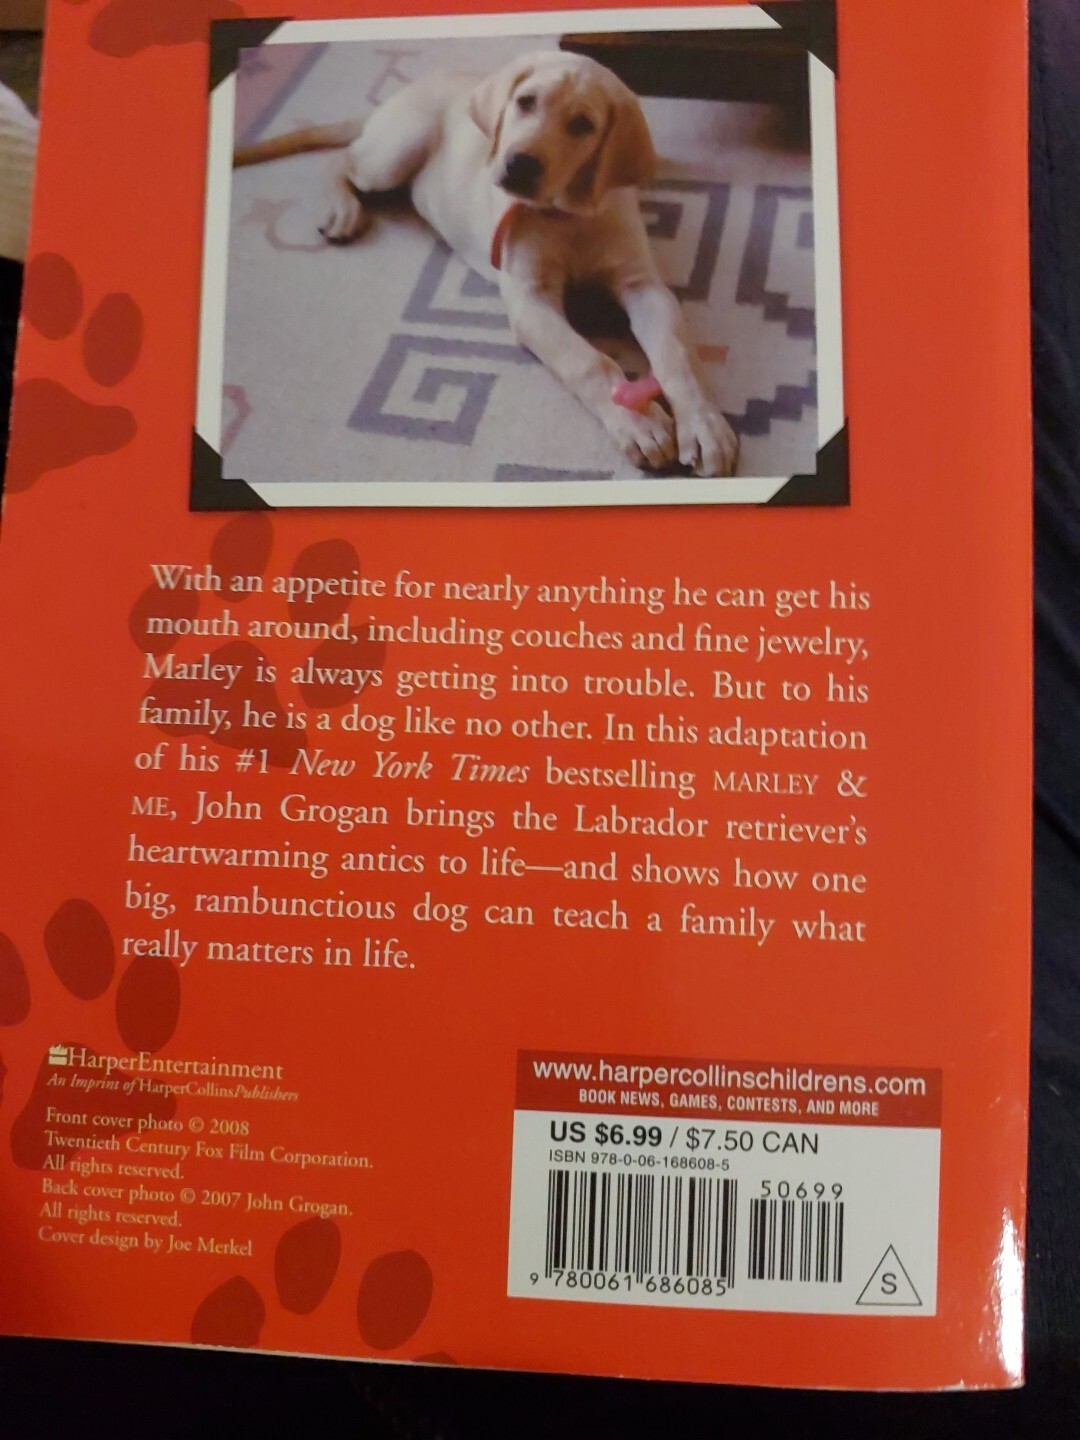 With an appetite for nearly anything he can get his
mouth around, including couches and fine jewelry,
Marley is always getting into trouble. But to his
family, he is a dog like no other. In this adaptation
of his #1 New York Times bestselling MARLEY &
ME, John Grogan brings the Labrador retriever's
heartwarming antics to life—and shows how one
big, rambunctious dog can teach a family what
really matters in life.
HarperEntertainment
An Imprint of HarperCollinsPublishers
Front cover photo © 2008
Twentieth Century Fox Film Corporation.
All rights reserved.
Back cover photo © 2007 John Grogan.
All rights reserved.
Cover design by Joe Merkel
www.harpercollinschildrens.com
BOOK NEWS, GAMES, CONTESTS, AND MORE
US $6.99 / $7.50 CAN
ISBN 978-0-06-168608-5
50699
9 780061 686085
S